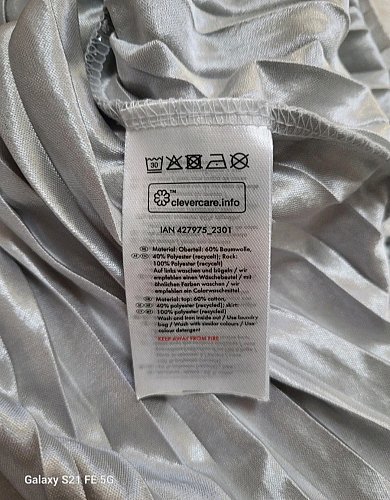 30
™
clevercare.info
IAN 427975_2301
Material: Oberteil: 60% Baumwolle,
40% Polyester (recycelt); Rock:
100% Polyester (recycelt)
Auf links waschen und bügeln / wir
empfehlen einen Wäschebeutel / mit
ähnlichen Farben waschen / wir
empfehlen ein Colorwaschmittel
Material: top: 60% cotton,
40% polyester (recycled); skirt:
100% polyester (recycled)
Wash and iron inside out / Use laundry
bag / Wash with similar colours / Use
colour detergent
KEEP AWAY FROM FIRE
Galaxy S21 FE 5G